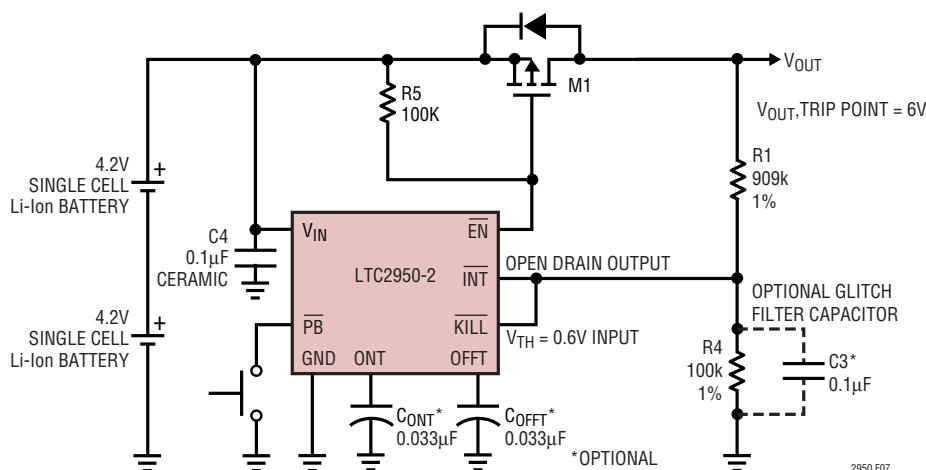 VOUT
VOUT,TRIP POINT = 6V
M1
R5
100K
R1
909k
1%
4.2V
SINGLE CELL
Li-Ion BATTERY
+
C4
0.1µF
CERAMIC
VIN
EN
LTC2950-2
INT
OPEN DRAIN OUTPUT
OPTIONAL GLITCH
FILTER CAPACITOR
4.2V
SINGLE CELL
Li-Ion BATTERY
+
PB
KILL
VTH = 0.6V INPUT
GND
ONT
OFFT
R4
100k
1%
C3*
0.1µF
CONT*
0.033µF
COFFT*
0.033µF
*OPTIONAL
2950 F07